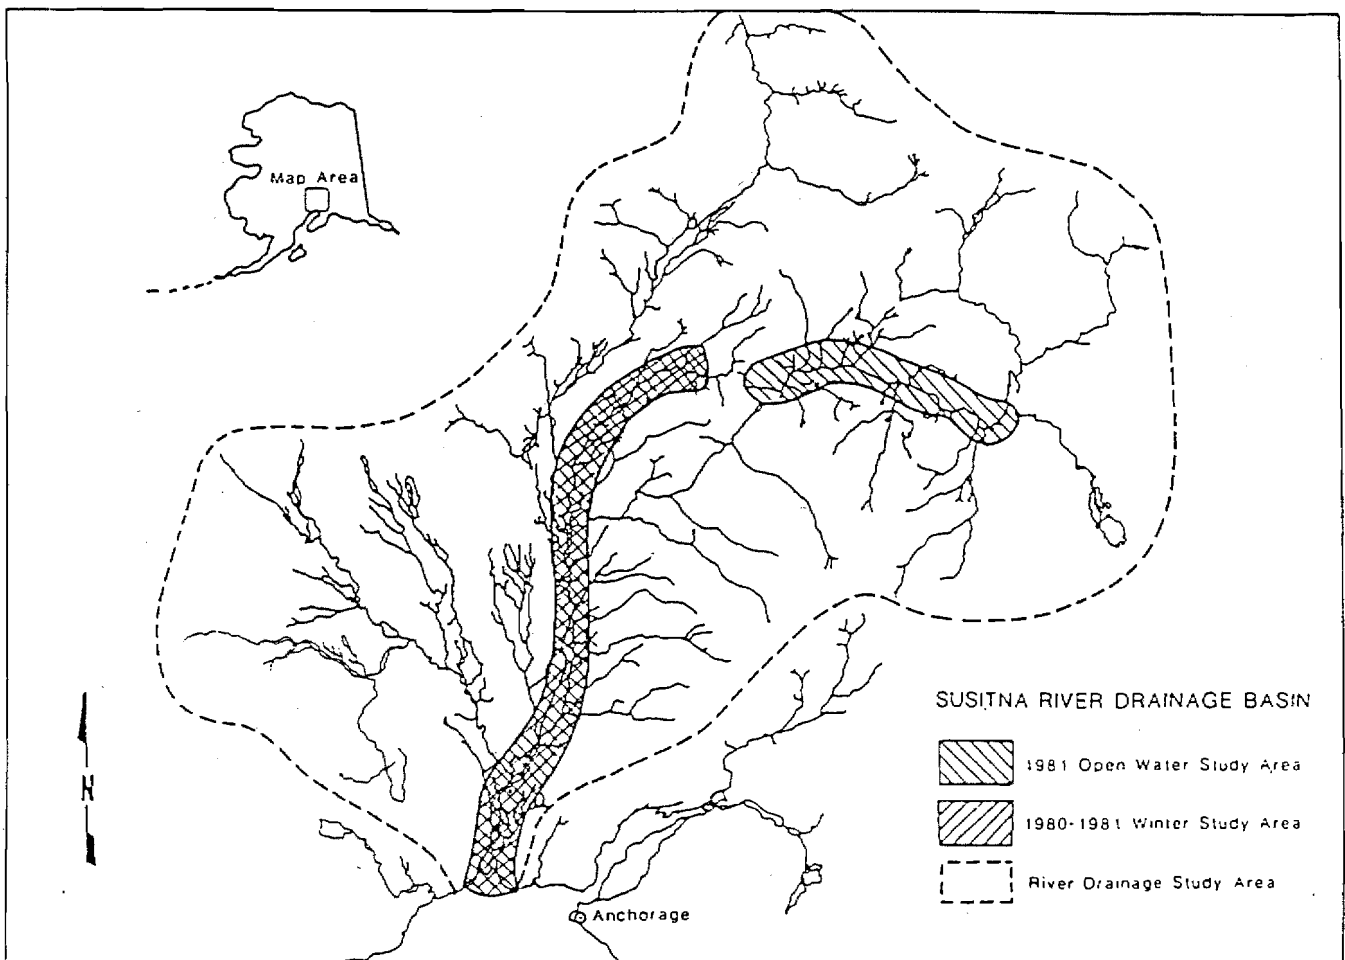 Map Area
N
SUSITNA RIVER DRAINAGE BASIN
1981 Open Water Study Area
1980-1981 Winter Study Area
River Drainage Study Area
Anchorage